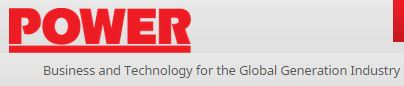 POWER
Business and Technology for the Global Generation Industry